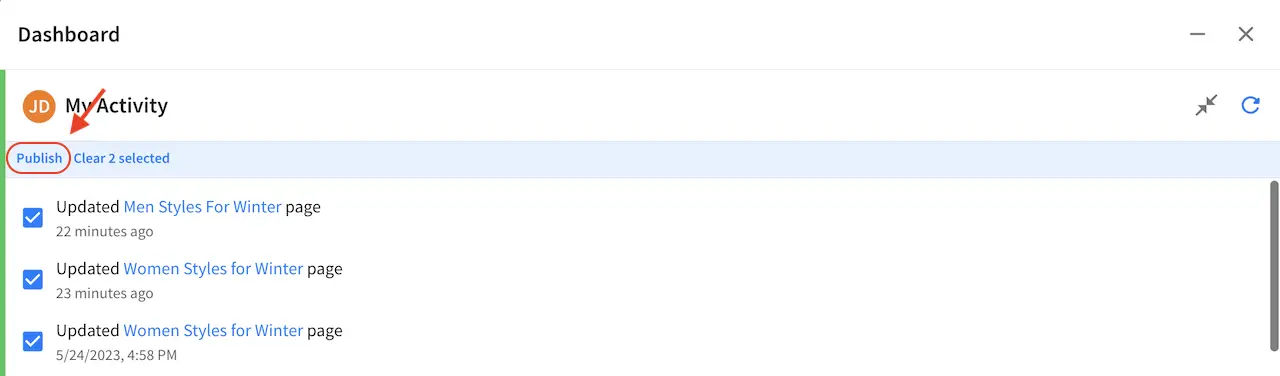 Dashboard
JD My Activity
Publish Clear 2 selected
Updated Men Styles For Winter page
22 minutes ago
Updated Women Styles for Winter page
23 minutes ago
Updated Women Styles for Winter page
5/24/2023, 4:58 PM